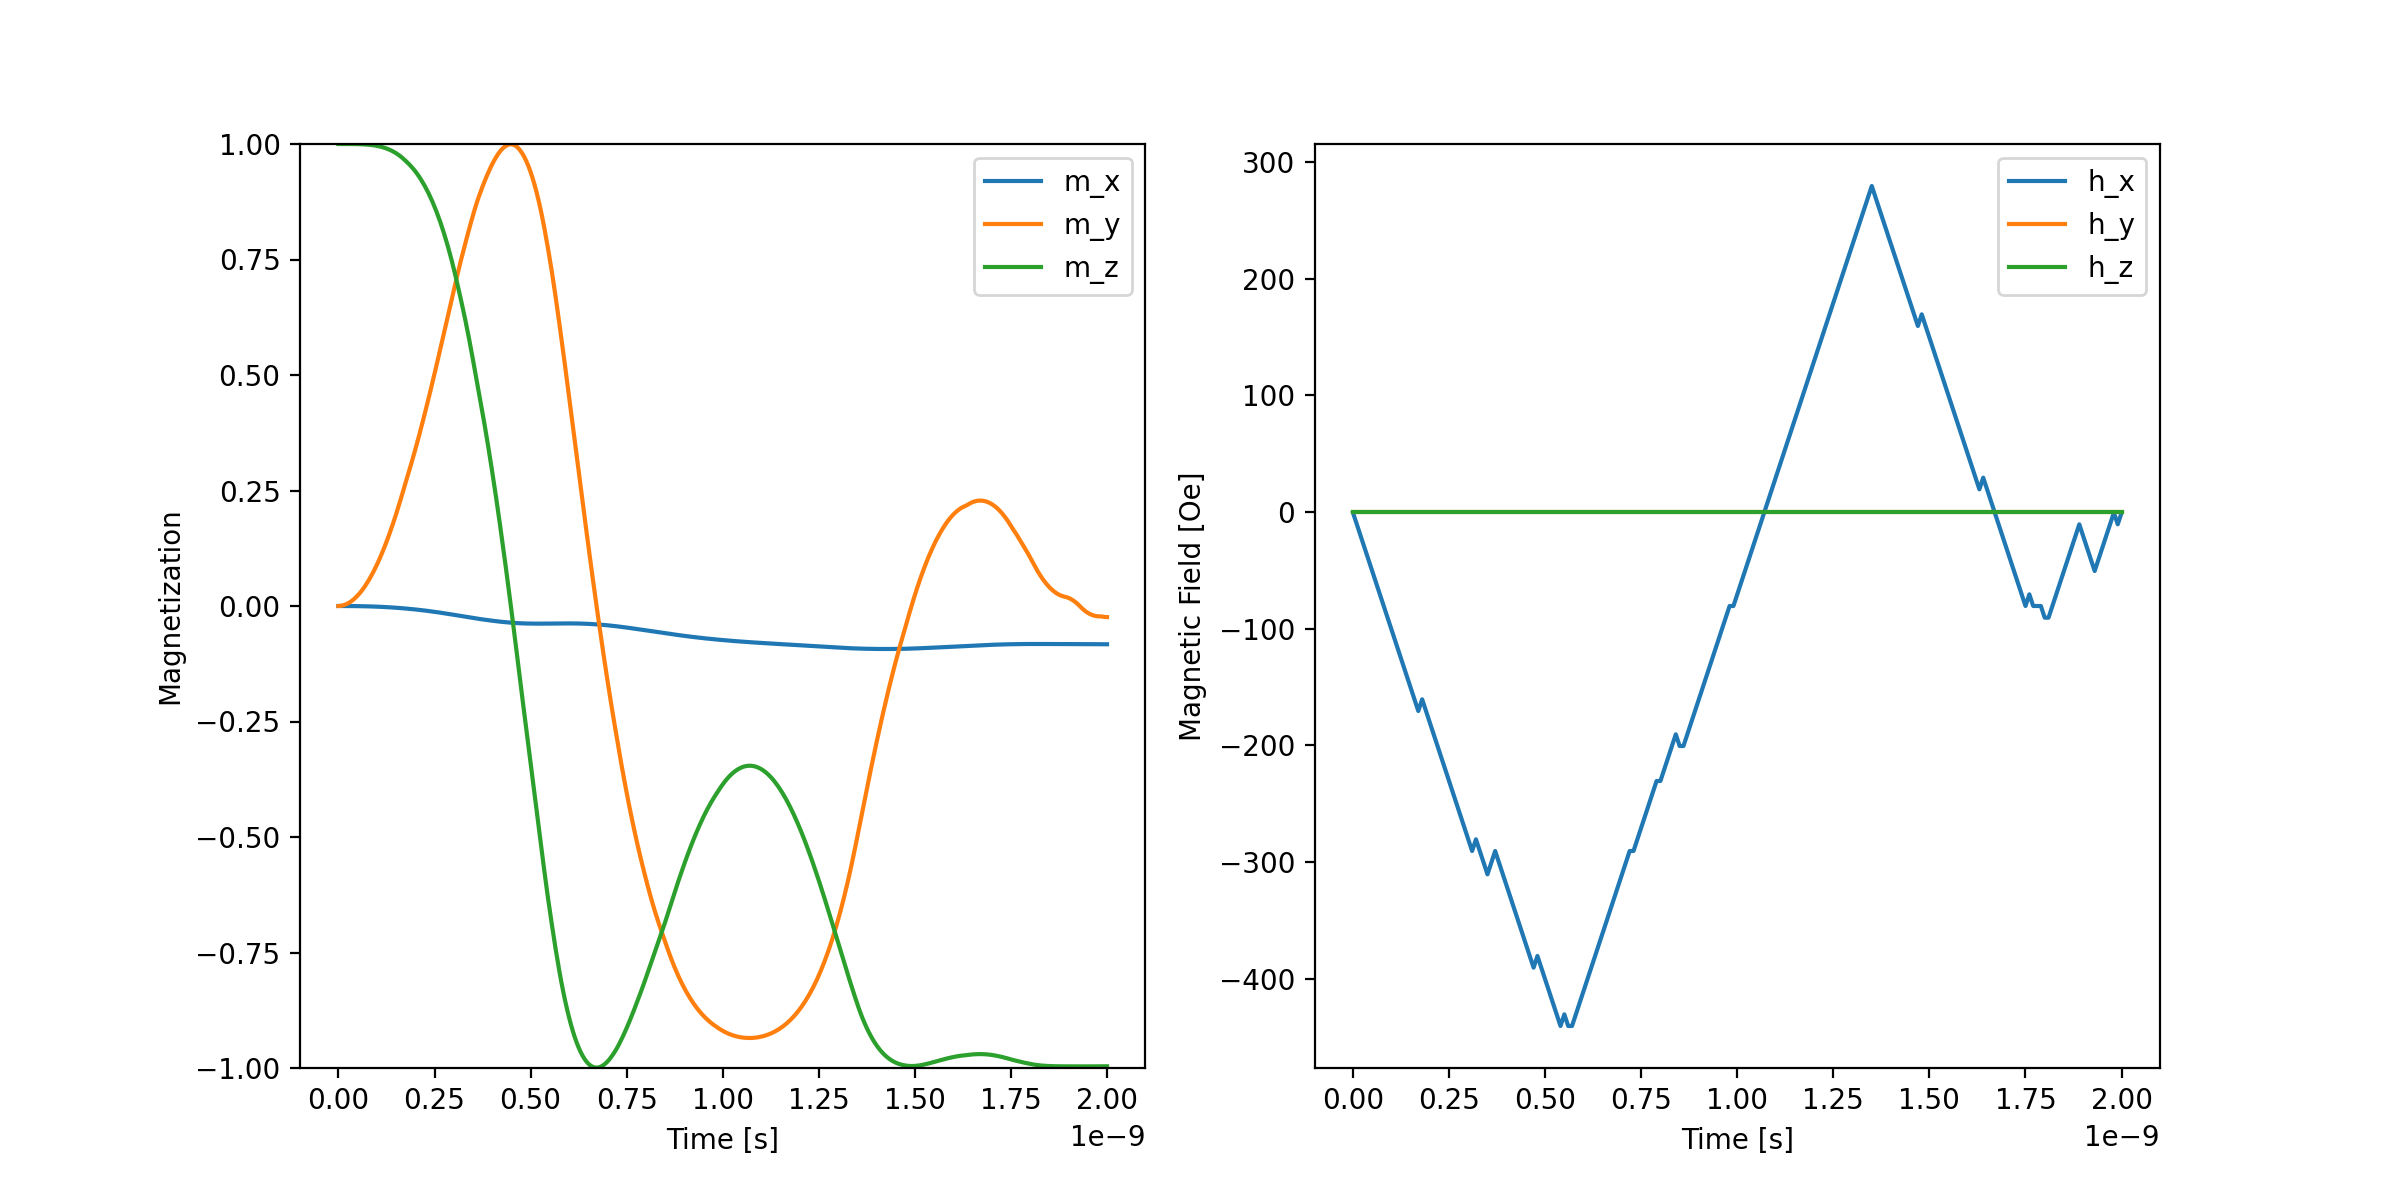 1.00
0.75
0.50
0.25
0.00
−0.25
−0.50
−0.75
−1.00
Magnetization
0.00 0.25 0.50 0.75 1.00 1.25 1.50 1.75 2.00
1e−9
Time [s]
m_x
m_y
m_z
300
200
100
0
−100
−200
−300
−400
Magnetic Field [Oe]
0.00 0.25 0.50 0.75 1.00 1.25 1.50 1.75 2.00
1e−9
Time [s]
h_x
h_y
h_z